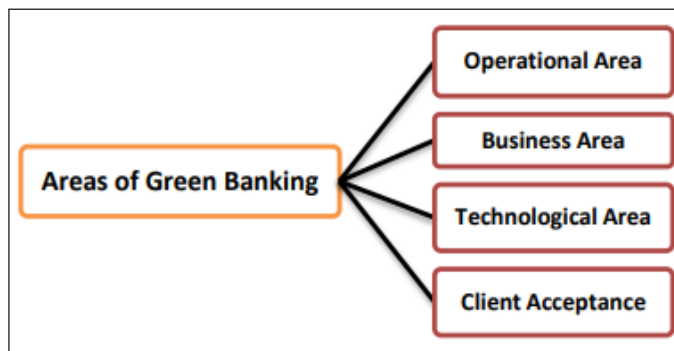 Operational Area
Business Area
Areas of Green Banking
Technological Area
Client Acceptance